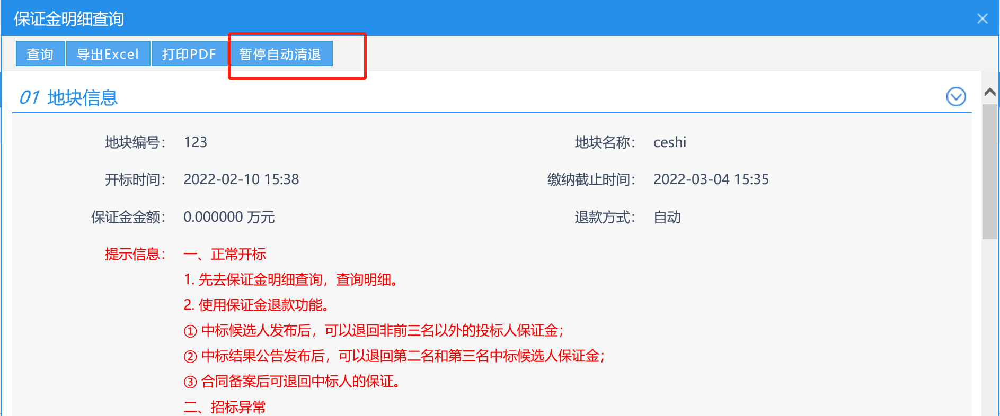 保证金明细查询
查询 导出Excel 打印PDF 暂停自动清退
01 地块信息
地块编号： 123 地块名称： ceshi
开标时间： 2022-02-10 15:38 缴纳截止时间： 2022-03-04 15:35
保证金金额： 0.000000 万元 退款方式： 自动
提示信息： 一、正常开标
1. 先去保证金明细查询，查询明细。
2. 使用保证金退款功能。
① 中标候选人发布后，可以退回非前三名以外的投标人保证金；
② 中标结果公告发布后，可以退回第二名和第三名中标候选人保证金；
③ 合同备案后可退回中标人的保证。
二、招标异常